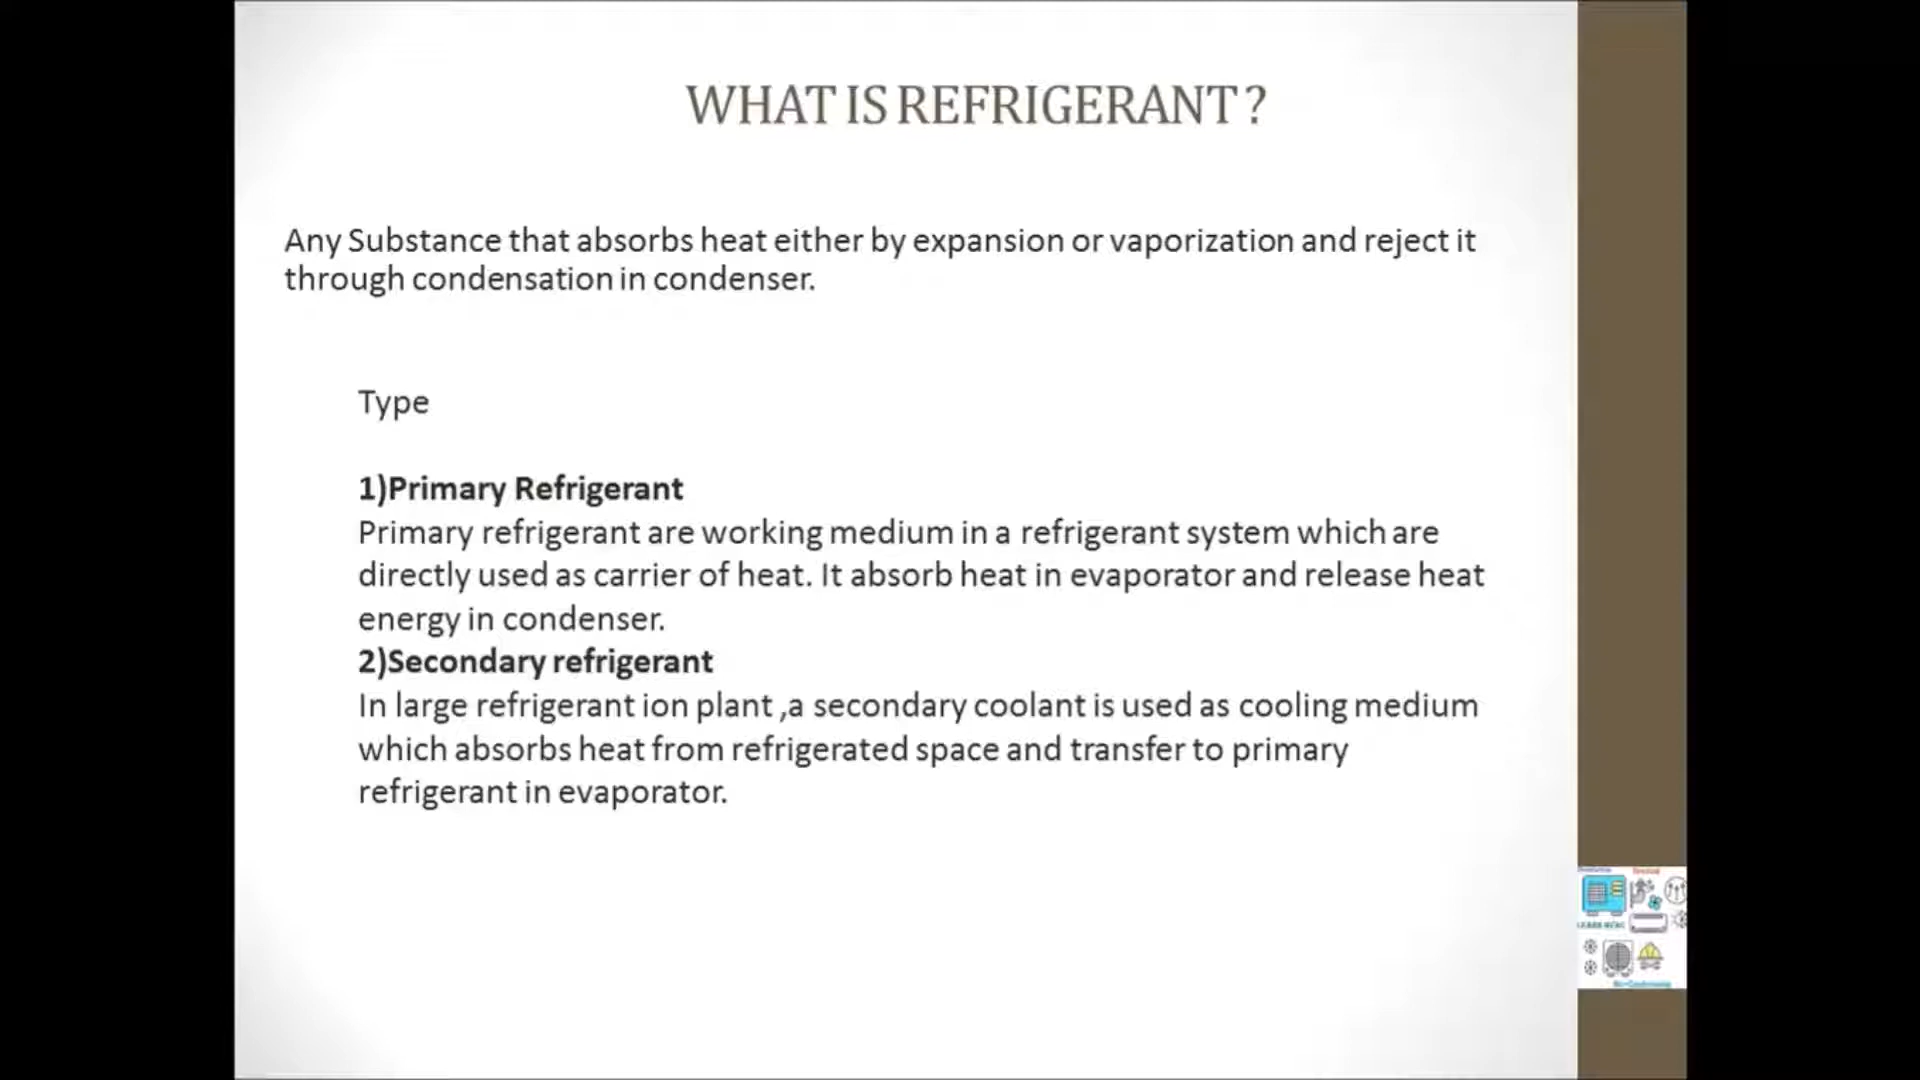 WHAT IS REFRIGERANT ?
Any Substance that absorbs heat either by expansion or vaporization and reject it
through condensation in condenser.
Type
1)Primary Refrigerant
Primary refrigerant are working medium in a refrigerant system which are
directly used as carrier of heat. It absorb heat in evaporator and release heat
energy in condenser.
2)Secondary refrigerant
In large refrigerant ion plant ,a secondary coolant is used as cooling medium
which absorbs heat from refrigerated space and transfer to primary
refrigerant in evaporator.